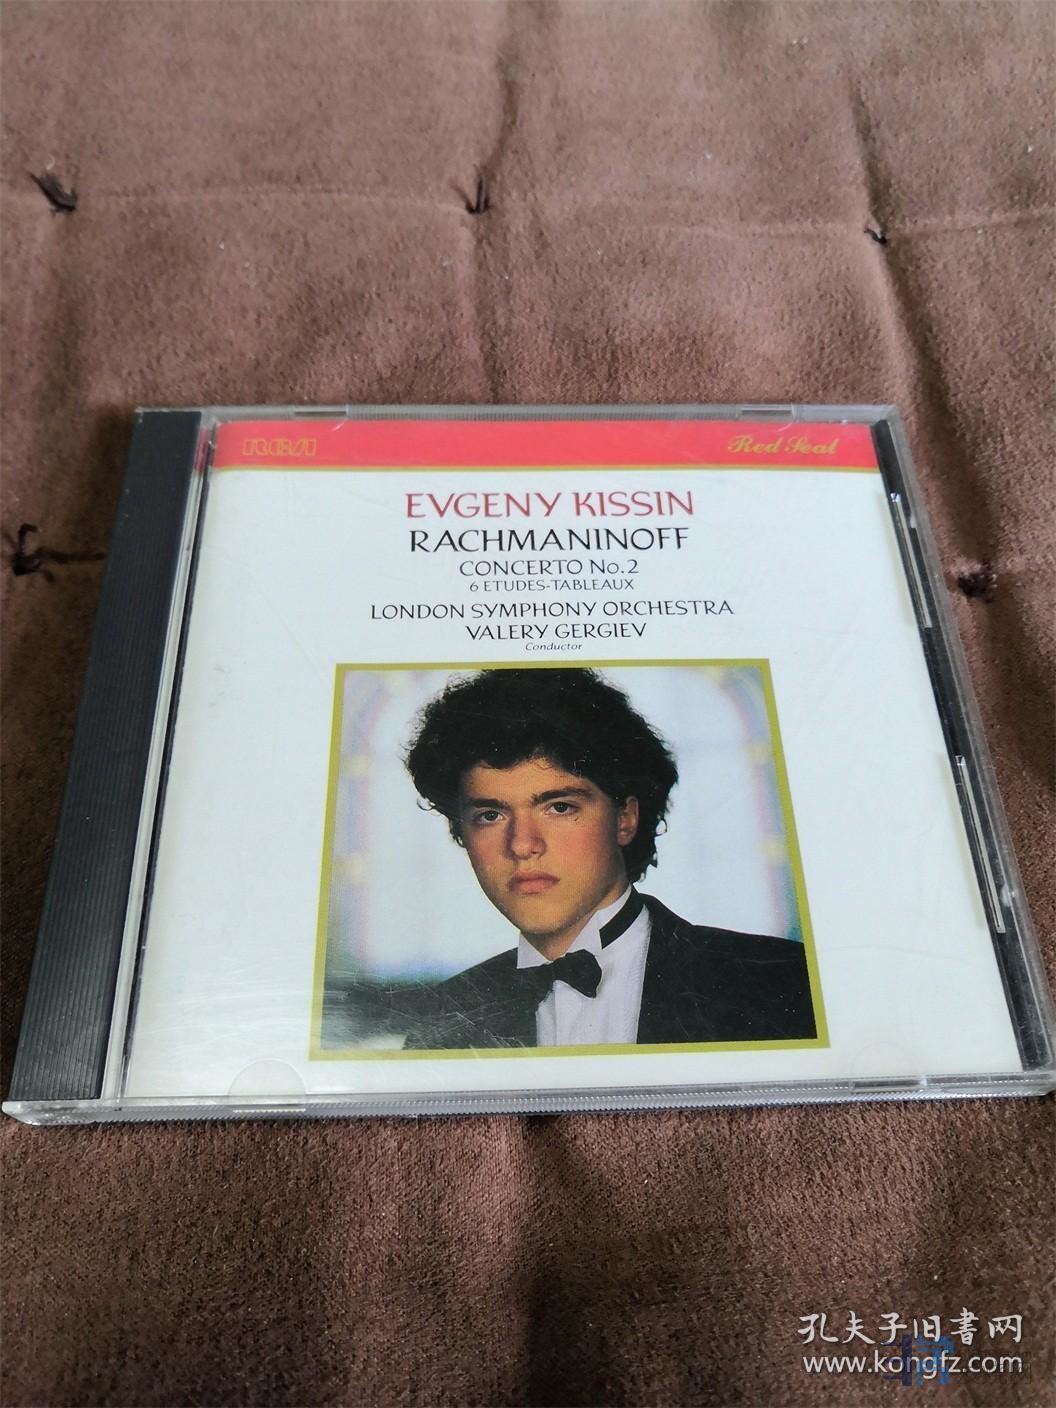 RCA
Red Seal
EVGENY KISSIN
RACHMANINOFF
CONCERTO No.2
6 ETUDES-TABLEAUX
LONDON SYMPHONY ORCHESTRA
VALERY GERGIEV
Conductor
孔夫子旧書网
www.kongfz.com